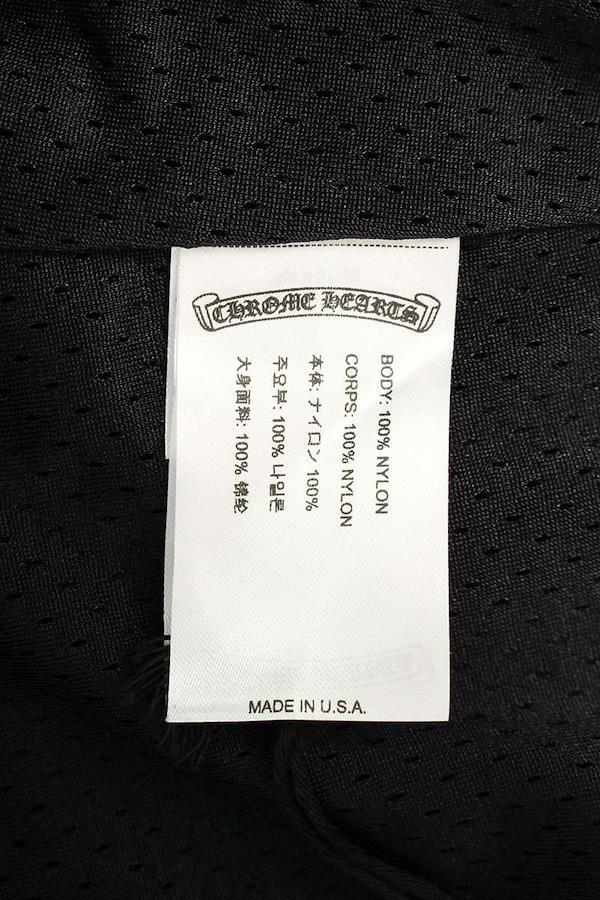 CHROME HEARTS
BODY: 100% NYLON
CORPS: 100% NYLON
本体: ナイロン 100%
주요부: 100% 나일론
大身面料: 100% 锦纶
MADE IN U.S.A.